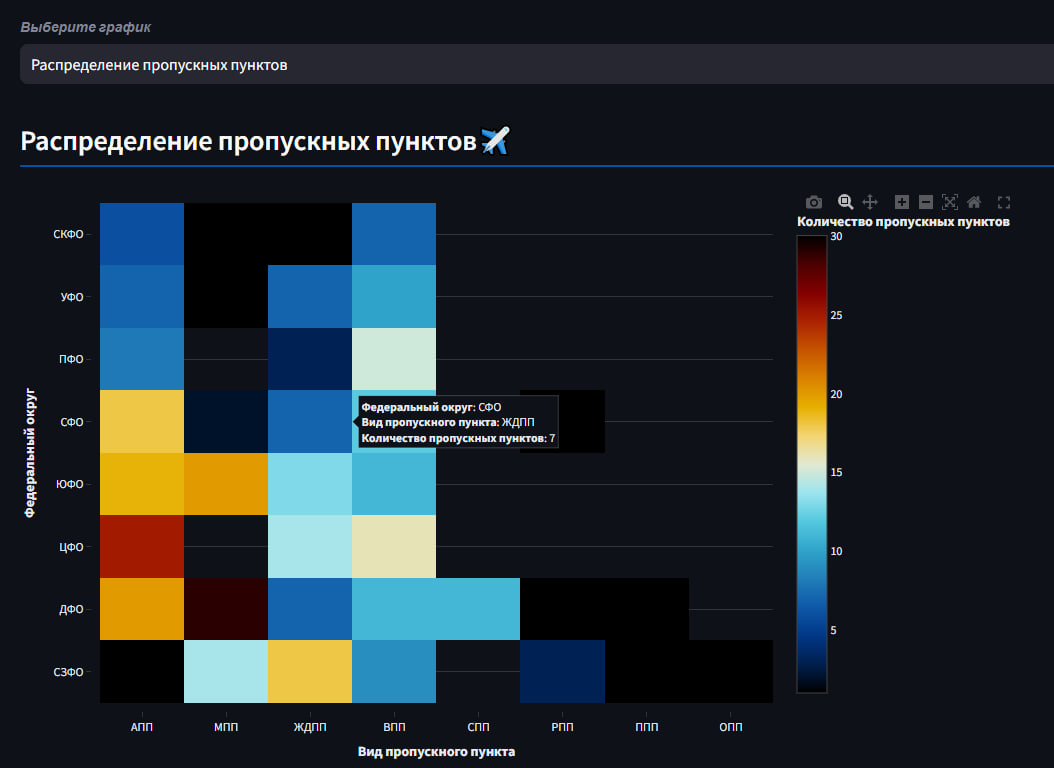 Выберите график
Распределение пропускных пунктов
Распределение пропускных пунктов
Количество пропускных пунктов
30
25
20
15
10
5
Федеральный округ
СКФО
УФО
ПФО
СФО
ЮФО
ЦФО
ДФО
СЗФО
Федеральный округ: СФО
Вид пропускного пункта: ЖДПП
Количество пропускных пунктов: 7
АПП
МПП
ЖДПП
ВПП
СПП
РПП
ППП
ОПП
Вид пропускного пункта